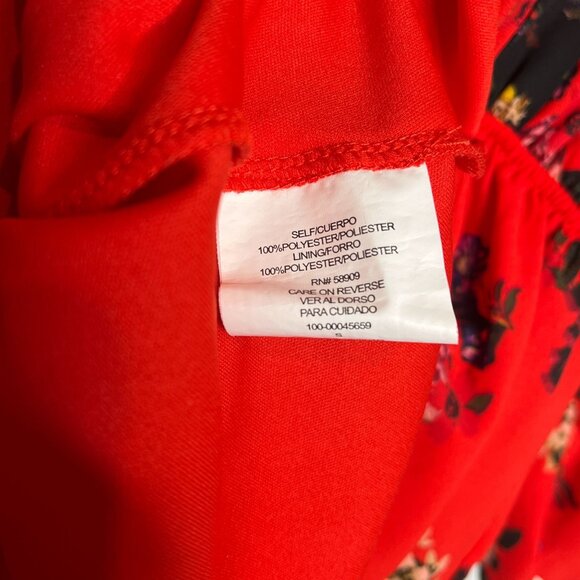 SELF/CUERPO
100%POLYESTER/POLIESTER
LINING/FORRO
100%POLYESTER/POLIESTER
RN# 58909
CARE ON REVERSE
VER AL DORSO
PARA CUIDADO
100-00045659
S